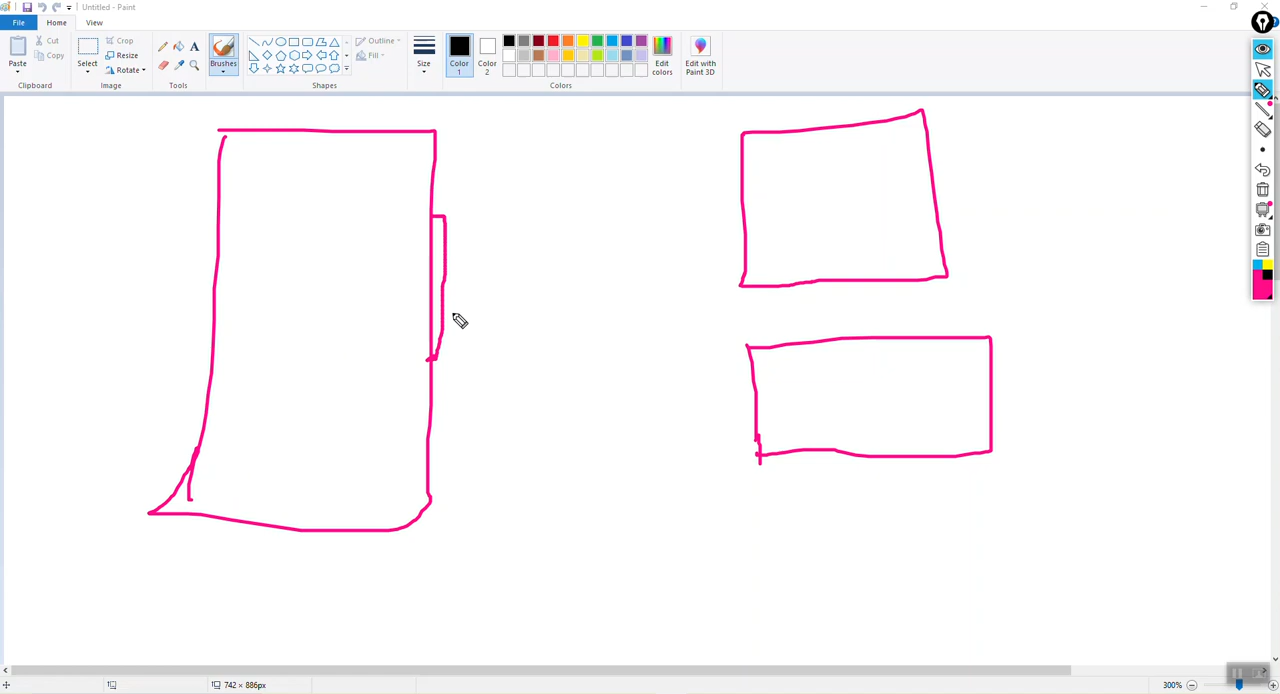 Untitled - Paint
File
Home
View
Paste
Cut
Copy
Clipboard
Select
Crop
Resize
Rotate
Image
A
Tools
Brushes
Outline
Fill
Shapes
Size
Color 1
Color 2
Edit colors
Colors
Edit with Paint 3D
742 × 886px
300%